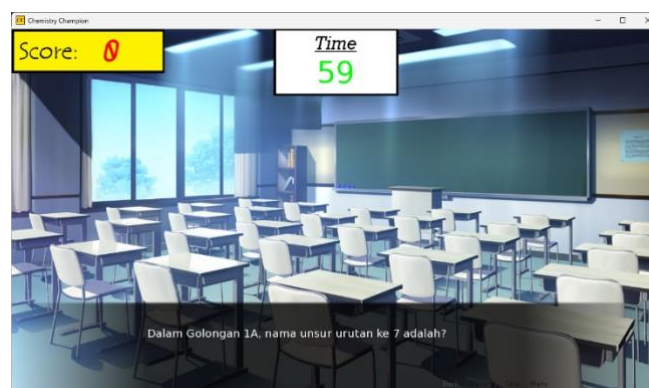 Chemistry Champion
Score: 0
Time
59
Dalam Golongan 1A, nama unsur urutan ke 7 adalah?